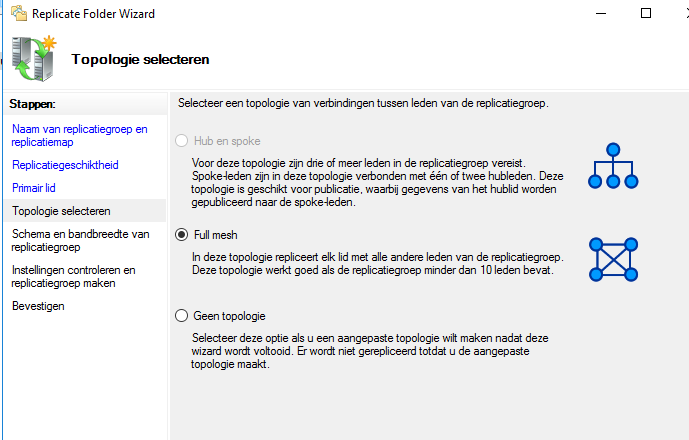 Replicate Folder Wizard
Topologie selecteren
Stappen:
Naam van replicatiegroep en
replicatiemap
Replicatiegeschiktheid
Primair lid
Topologie selecteren
Schema en bandbreedte van
replicatiegroep
Instellingen controleren en
replicatiegroep maken
Bevestigen
Selecteer een topologie van verbindingen tussen leden van de replicatiegroep.
Hub en spoke
Voor deze topologie zijn drie of meer leden in de replicatiegroep vereist.
Spoke-leden zijn in deze topologie verbonden met één of twee hubleden. Deze
topologie is geschikt voor publicatie, waarbij gegevens van het hublid worden
gepubliceerd naar de spoke-leden.
Full mesh
In deze topologie repliceert elk lid met alle andere leden van de replicatiegroep.
Deze topologie werkt goed als de replicatiegroep minder dan 10 leden bevat.
Geen topologie
Selecteer deze optie als u een aangepaste topologie wilt maken nadat deze
wizard wordt voltooid. Er wordt niet gerepliceerd totdat u de aangepaste
topologie maakt.